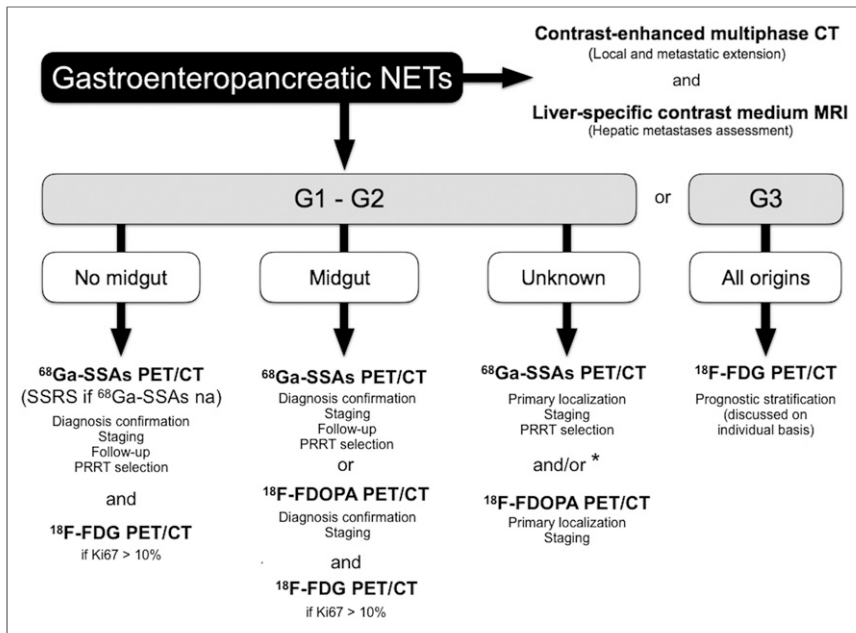 Gastroenteropancreatic NETs
Contrast-enhanced multiphase CT
(Local and metastatic extension)
and
Liver-specific contrast medium MRI
(Hepatic metastases assessment)
G1 - G2
or
G3
No midgut
Midgut
Unknown
All origins
⁶⁸Ga-SSAs PET/CT
(SSRS if ⁶⁸Ga-SSAs na)
Diagnosis confirmation
Staging
Follow-up
PRRT selection
and
¹⁸F-FDG PET/CT
if Ki67 > 10%
⁶⁸Ga-SSAs PET/CT
Diagnosis confirmation
Staging
Follow-up
PRRT selection
or
¹⁸F-FDOPA PET/CT
Diagnosis confirmation
Staging
and
¹⁸F-FDG PET/CT
if Ki67 > 10%
⁶⁸Ga-SSAs PET/CT
Primary localization
Staging
PRRT selection
and/or *
¹⁸F-FDOPA PET/CT
Primary localization
Staging
¹⁸F-FDG PET/CT
Prognostic stratification
(discussed on
individual basis)